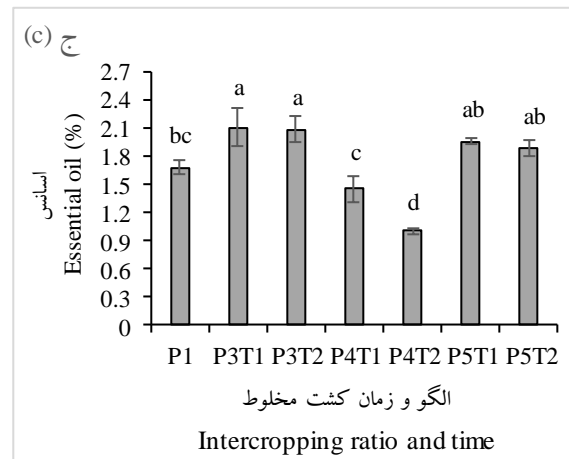 (c) ج
2.7
2.4
2.1
1.8
1.5
1.2
0.9
0.6
0.3
0
اسانس
Essential oil (%)
bc
a
a
c
d
ab
ab
P1 P3T1 P3T2 P4T1 P4T2 P5T1 P5T2
الگو و زمان کشت مخلوط
Intercropping ratio and time